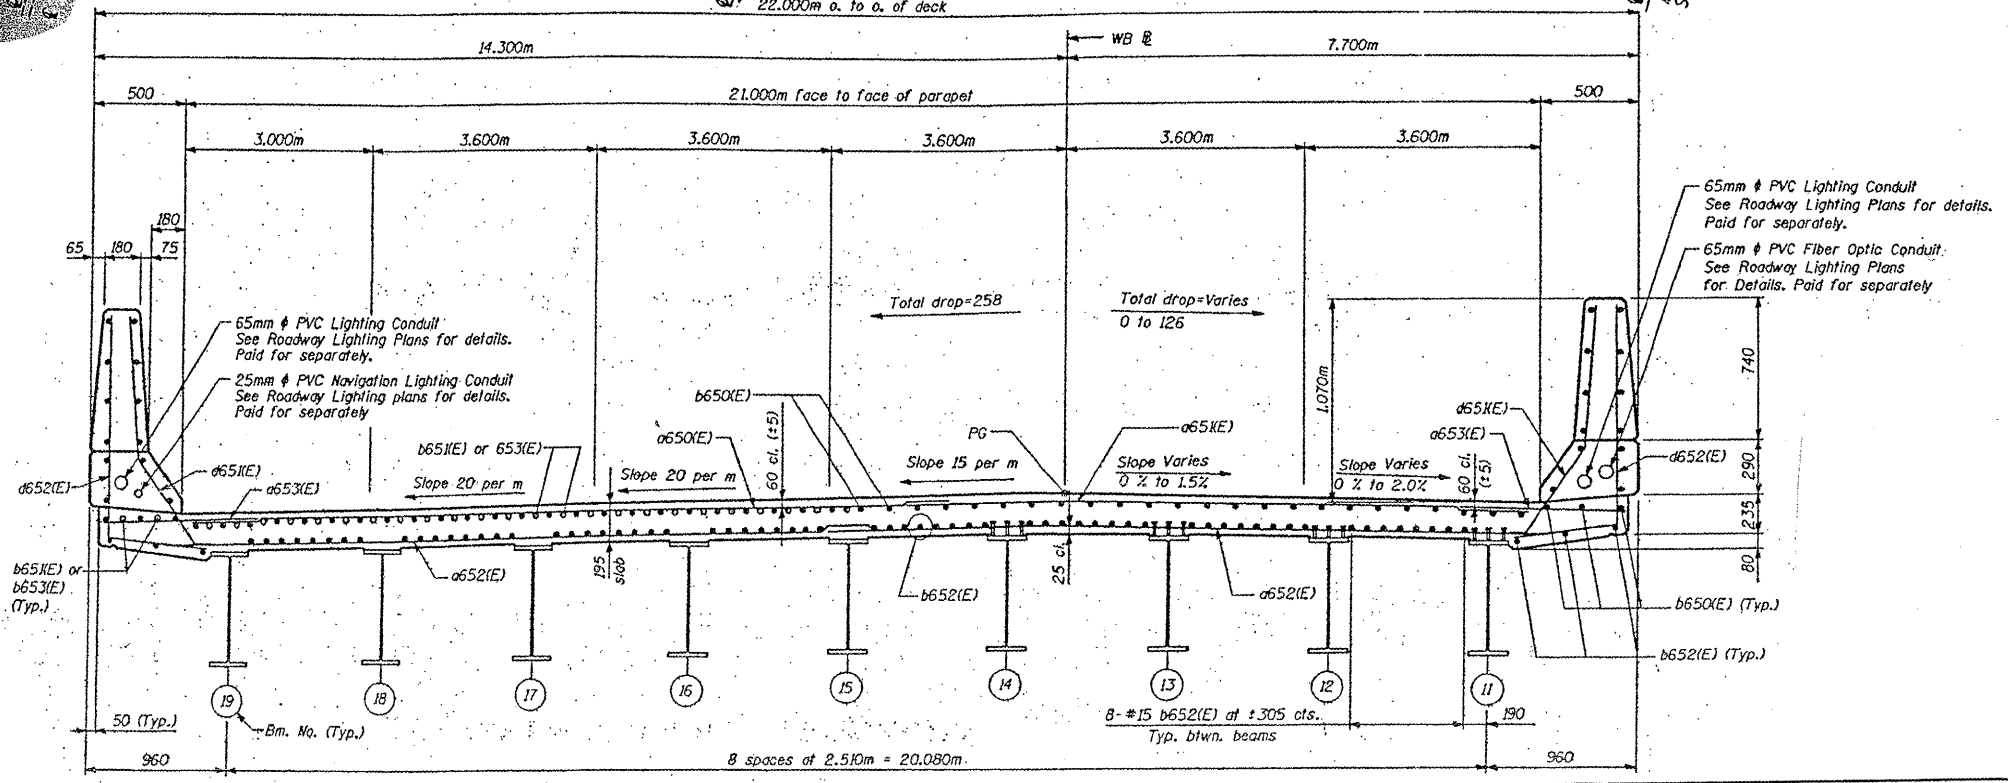 22.000m o. to o. of deck
14.300m
WB ℄
7.700m
500
21.000m face to face of parapet
500
3.000m
3.600m
3.600m
3.600m
3.600m
3.600m
180
65
180
75
65mm ϕ PVC Lighting Conduit
See Roadway Lighting Plans for details.
Paid for separately.
65mm ϕ PVC Fiber Optic Conduit
See Roadway Lighting Plans
for Details. Paid for separately
Total drop=258
Total drop=Varies
0 to 126
65mm ϕ PVC Lighting Conduit
See Roadway Lighting Plans for details.
Paid for separately.
25mm ϕ PVC Navigation Lighting Conduit
See Roadway Lighting plans for details.
Paid for separately
1.070m
740
b650(E)
d651(E)
60 cl. (±5)
a650(E)
PG
a651(E)
a653(E)
b651(E) or 653(E)
Slope 20 per m
Slope 20 per m
Slope 15 per m
Slope Varies
0 % to 1.5%
Slope Varies
0 % to 2.0%
60 cl.
(±5)
d652(E)
290
d652(E)
d651(E)
a653(E)
235
80
195
slab
25 cl.
b651(E) or
b653(E)
(Typ.)
a652(E)
b652(E)
a652(E)
b650(E) (Typ.)
b652(E) (Typ.)
19
18
17
16
15
14
13
12
11
50 (Typ.)
Bm. No. (Typ.)
8-#15 b652(E) at ±305 cts.
Typ. btwn. beams
190
960
8 spaces at 2.510m = 20.080m
960